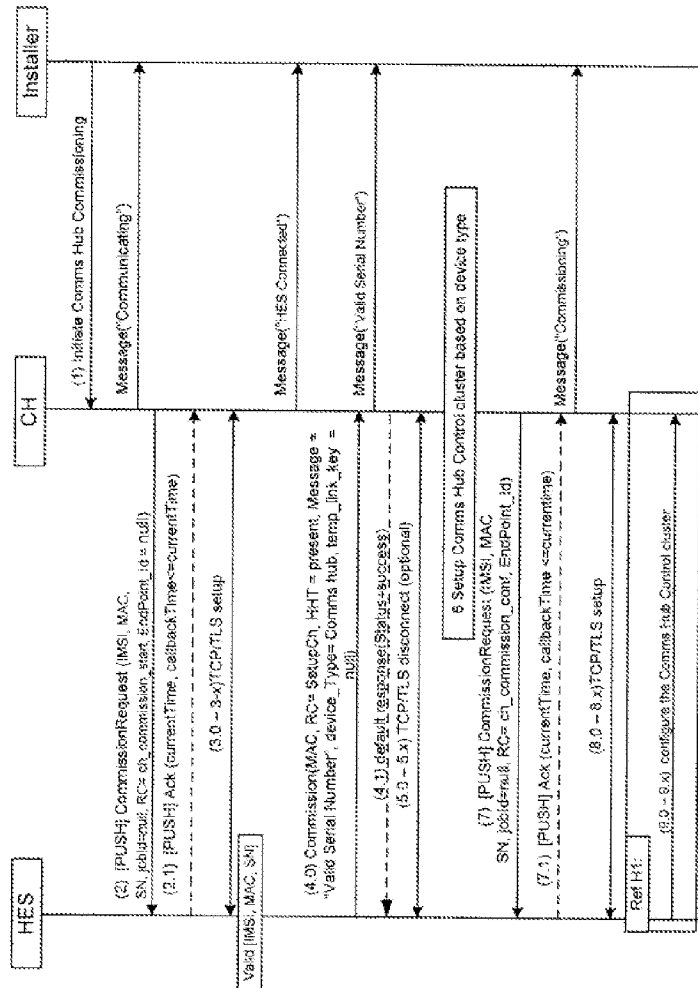 HES
CH
Installer
(1) Initiate Comms Hub Commissioning
(2) [PUSH] CommissionRequest (IMSI, MAC,
SN, jobId=null, RC= ch_commission_start, EndPoint_id = null)
Message("Communicating")
(2.1) [PUSH] Ack (currentTime, callbackTime<=currentTime)
(3.0 – 3-x)TCP/TLS setup
Valid [IMSI, MAC, SN]
Message("HES Connected")
(4.0) Commission(MAC, RC= SetupCh, HHT = present, Message =
"Valid Serial Number", device_Type= Comms hub, temp_link_key =
null)
Message("Valid Serial Number")
(4.1) default response(Status=success)
(5.0 – 5.x) TCP/TLS disconnect (optional)
6 Setup Comms Hub Control cluster based on device type
(7) [PUSH] CommissionRequest (IMSI, MAC,
SN, jobId=null, RC= ch_commission_conf, EndPoint_id)
Message("Commissioning")
(7.1) [PUSH] Ack (currentTime, callbackTime <=currenttime)
(8.0 – 8.x)TCP/TLS setup
Ref H1:
(9.0 – 9.x) configure the Comms Hub Control cluster